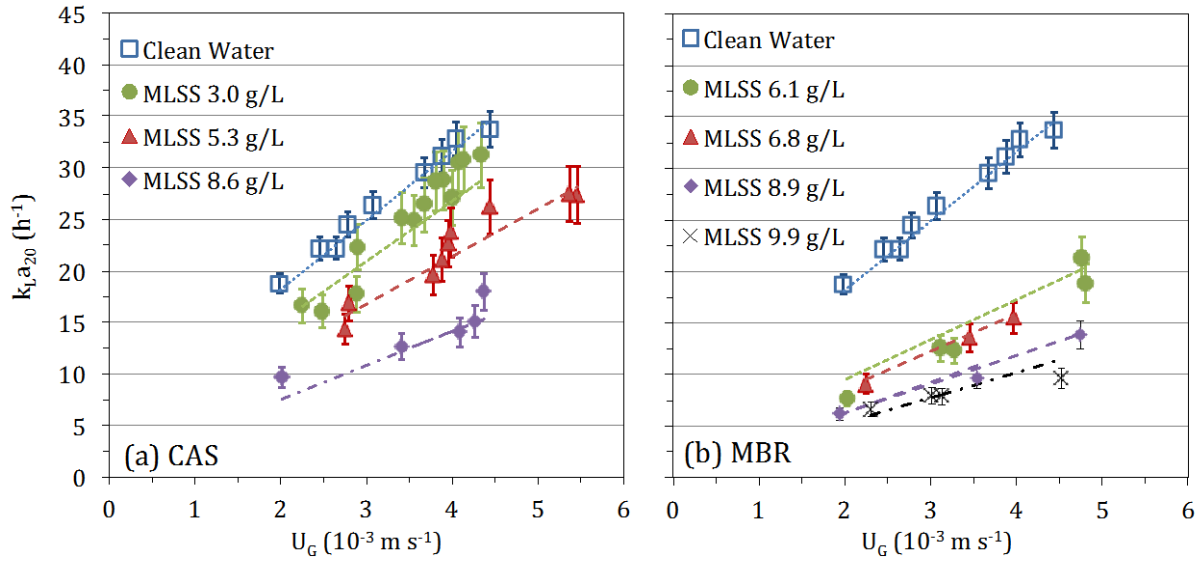 45
40
35
30
25
20
15
10
5
0
kLa20 (h-1)
Clean Water
MLSS 3.0 g/L
MLSS 5.3 g/L
MLSS 8.6 g/L
(a) CAS
0 1 2 3 4 5 6
UG (10-3 m s-1)
Clean Water
MLSS 6.1 g/L
MLSS 6.8 g/L
MLSS 8.9 g/L
MLSS 9.9 g/L
(b) MBR
0 1 2 3 4 5 6
UG (10-3 m s-1)